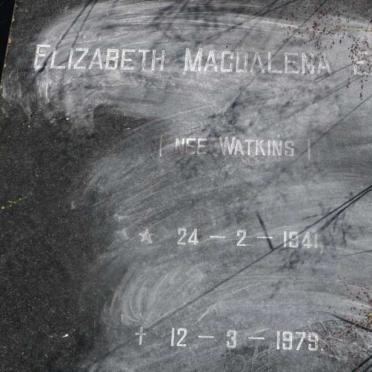 ELIZABETH MAGDALENA
(NEE WATKINS)
★ 24 – 2 – 1941
† 12 – 3 – 1979.